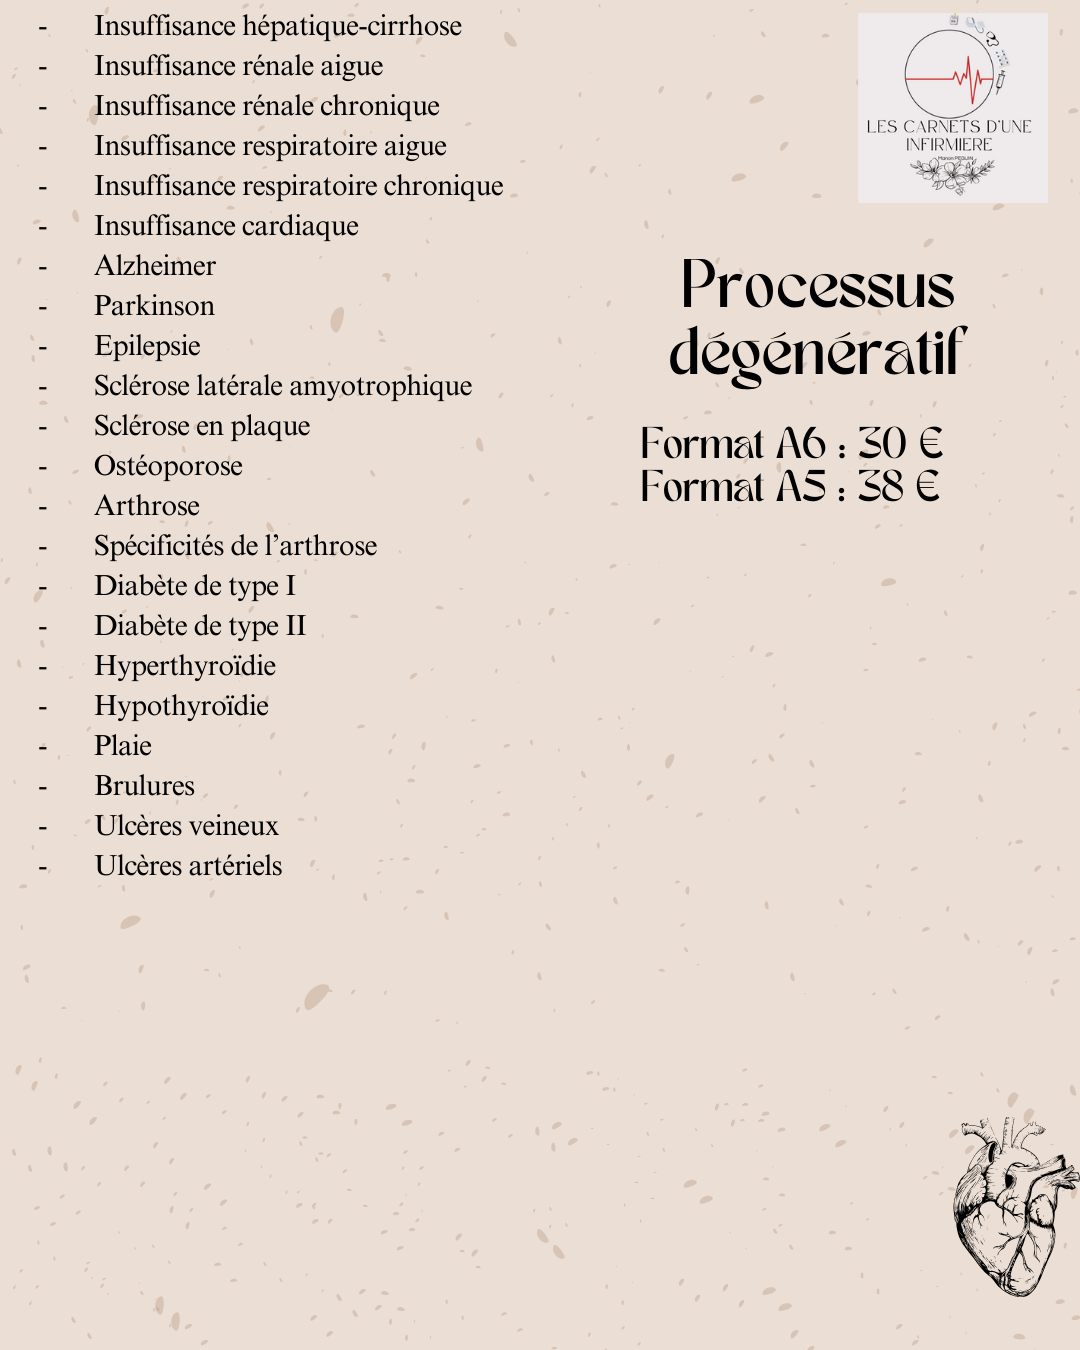 - Insuffisance hépatique-cirrhose
- Insuffisance rénale aigue
- Insuffisance rénale chronique
- Insuffisance respiratoire aigue
- Insuffisance respiratoire chronique
- Insuffisance cardiaque
- Alzheimer
- Parkinson
- Epilepsie
- Sclérose latérale amyotrophique
- Sclérose en plaque
- Ostéoporose
- Arthrose
- Spécificités de l’arthrose
- Diabète de type I
- Diabète de type II
- Hyperthyroïdie
- Hypothyroïdie
- Plaie
- Brulures
- Ulcères veineux
- Ulcères artériels
LES CARNETS D'UNE
INFIRMIERE
Manon PEQUIN
Processus
dégénératif
Format A6 : 30 €
Format A5 : 38 €